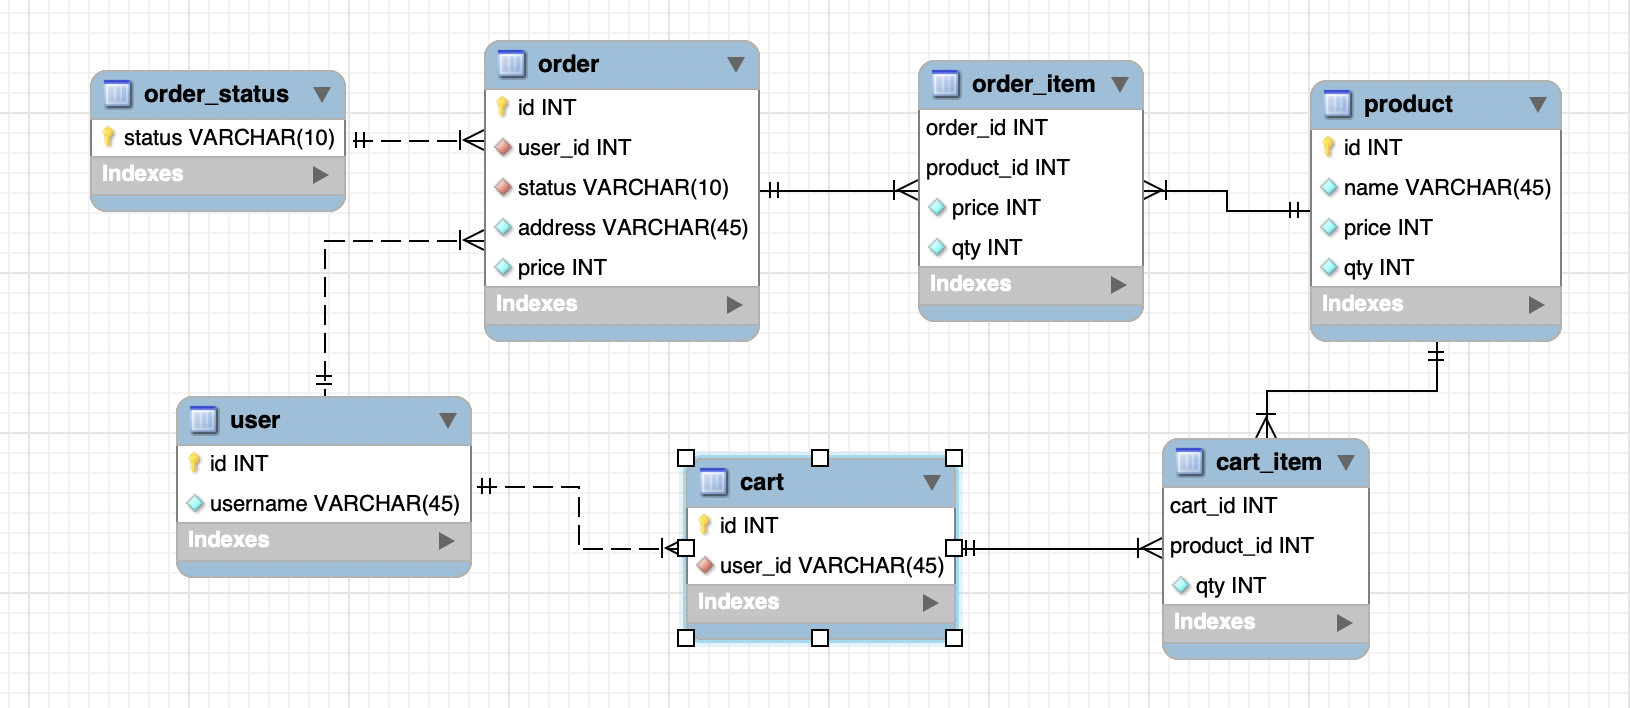 order_status
status VARCHAR(10)
Indexes
order
id INT
user_id INT
status VARCHAR(10)
address VARCHAR(45)
price INT
Indexes
order_item
order_id INT
product_id INT
price INT
qty INT
Indexes
product
id INT
name VARCHAR(45)
price INT
qty INT
Indexes
user
id INT
username VARCHAR(45)
Indexes
cart
id INT
user_id VARCHAR(45)
Indexes
cart_item
cart_id INT
product_id INT
qty INT
Indexes